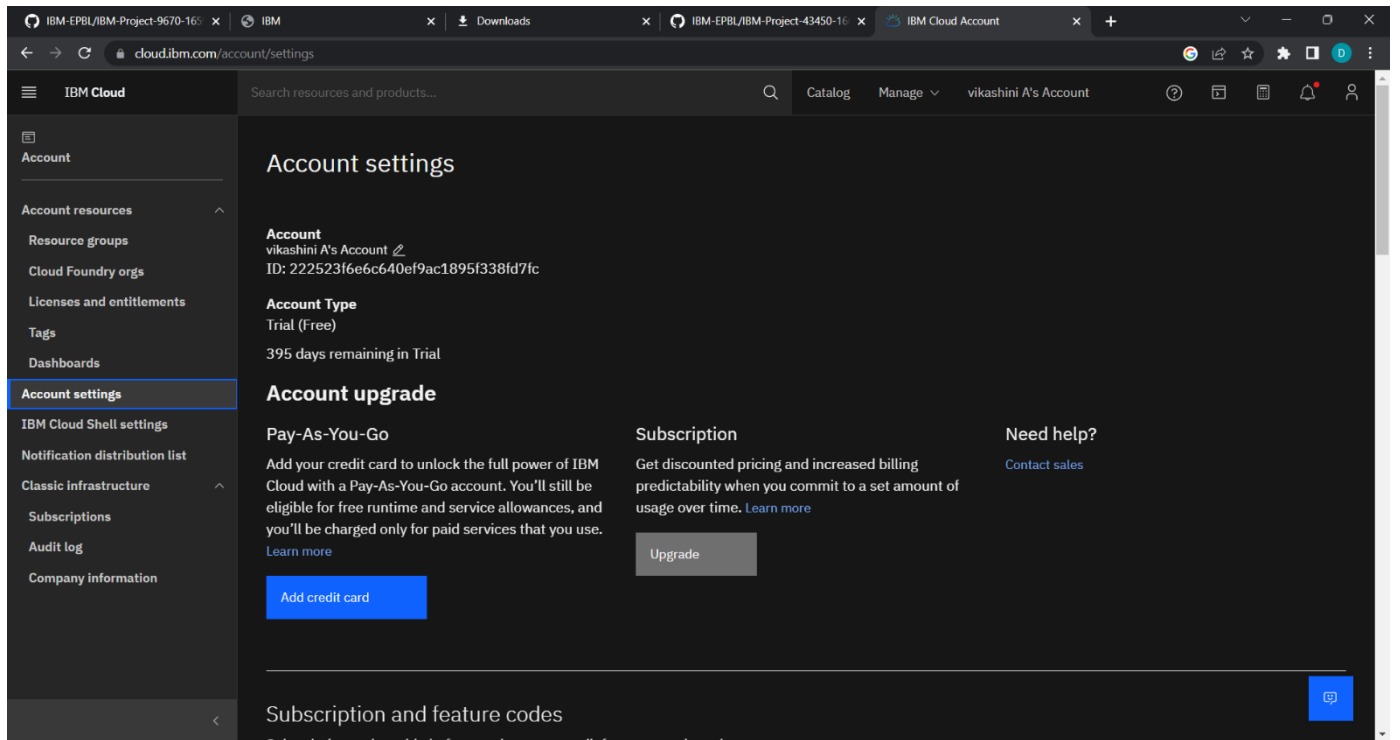 IBM-EPBL/IBM-Project-9670-165
IBM
Downloads
IBM-EPBL/IBM-Project-43450-16
IBM Cloud Account
cloud.ibm.com/account/settings
D
IBM Cloud
Search resources and products...
Catalog
Manage
vikashini A's Account
Account
Account resources
Resource groups
Cloud Foundry orgs
Licenses and entitlements
Tags
Dashboards
Account settings
IBM Cloud Shell settings
Notification distribution list
Classic infrastructure
Subscriptions
Audit log
Company information
Account settings
Account
vikashini A's Account
ID: 222523f6e6c640ef9ac1895f338fd7fc
Account Type
Trial (Free)
395 days remaining in Trial
Account upgrade
Pay-As-You-Go
Add your credit card to unlock the full power of IBM
Cloud with a Pay-As-You-Go account. You'll still be
eligible for free runtime and service allowances, and
you'll be charged only for paid services that you use.
Learn more
Add credit card
Subscription
Get discounted pricing and increased billing
predictability when you commit to a set amount of
usage over time. Learn more
Upgrade
Need help?
Contact sales
Subscription and feature codes